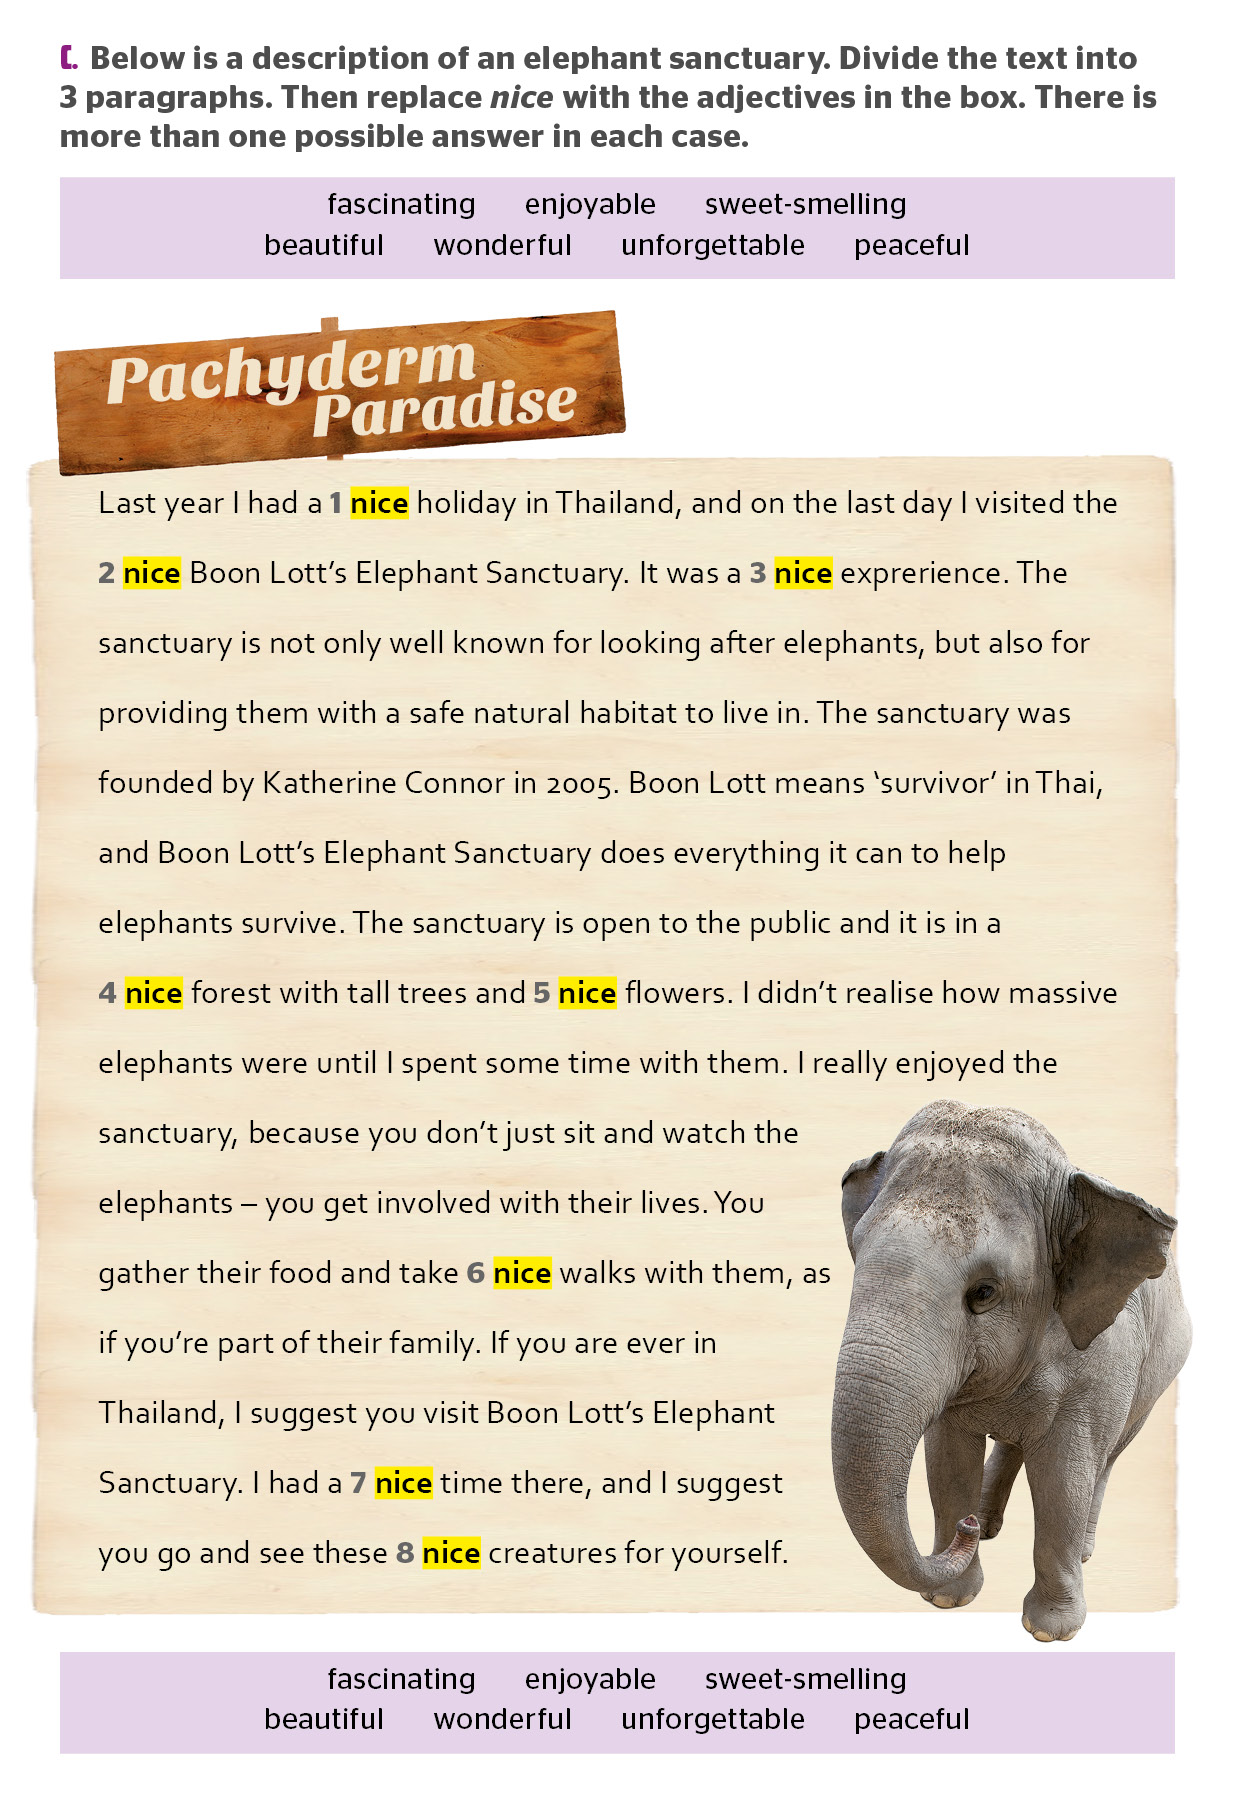 C. Below is a description of an elephant sanctuary. Divide the text into
3 paragraphs. Then replace nice with the adjectives in the box. There is
more than one possible answer in each case.
fascinating enjoyable sweet-smelling
beautiful wonderful unforgettable peaceful
Pachyderm
Paradise
Last year I had a 1 nice holiday in Thailand, and on the last day I visited the
2 nice Boon Lott’s Elephant Sanctuary. It was a 3 nice exprerience. The
sanctuary is not only well known for looking after elephants, but also for
providing them with a safe natural habitat to live in. The sanctuary was
founded by Katherine Connor in 2005. Boon Lott means ‘survivor’ in Thai,
and Boon Lott’s Elephant Sanctuary does everything it can to help
elephants survive. The sanctuary is open to the public and it is in a
4 nice forest with tall trees and 5 nice flowers. I didn’t realise how massive
elephants were until I spent some time with them. I really enjoyed the
sanctuary, because you don’t just sit and watch the
elephants – you get involved with their lives. You
gather their food and take 6 nice walks with them, as
if you’re part of their family. If you are ever in
Thailand, I suggest you visit Boon Lott’s Elephant
Sanctuary. I had a 7 nice time there, and I suggest
you go and see these 8 nice creatures for yourself.
fascinating enjoyable sweet-smelling
beautiful wonderful unforgettable peaceful